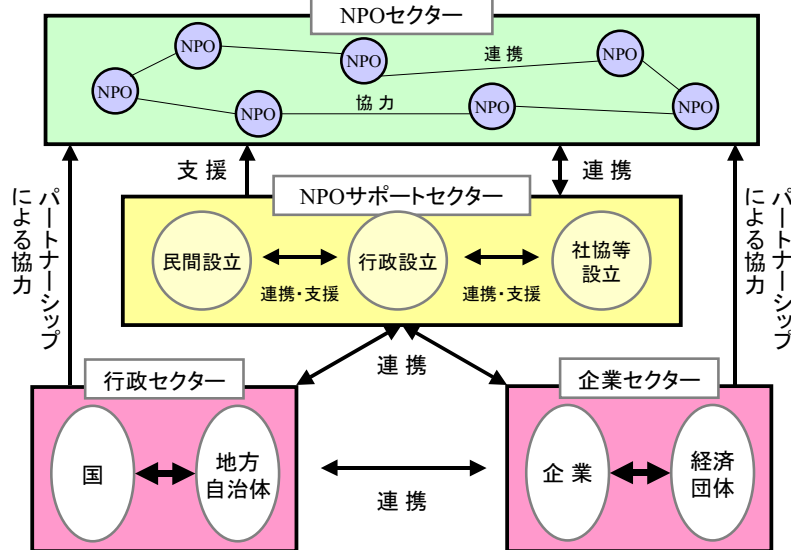 NPOセクター
NPO
NPO
NPO
連 携
NPO
NPO
協 力
NPO
NPO
支 援
連 携
パートナーシップ
による協力
パートナーシップ
による協力
NPOサポートセクター
民間設立
連携・支援
行政設立
連携・支援
社協等
設立
連 携
行政セクター
国
地方
自治体
連 携
企業セクター
企 業
経済
団体